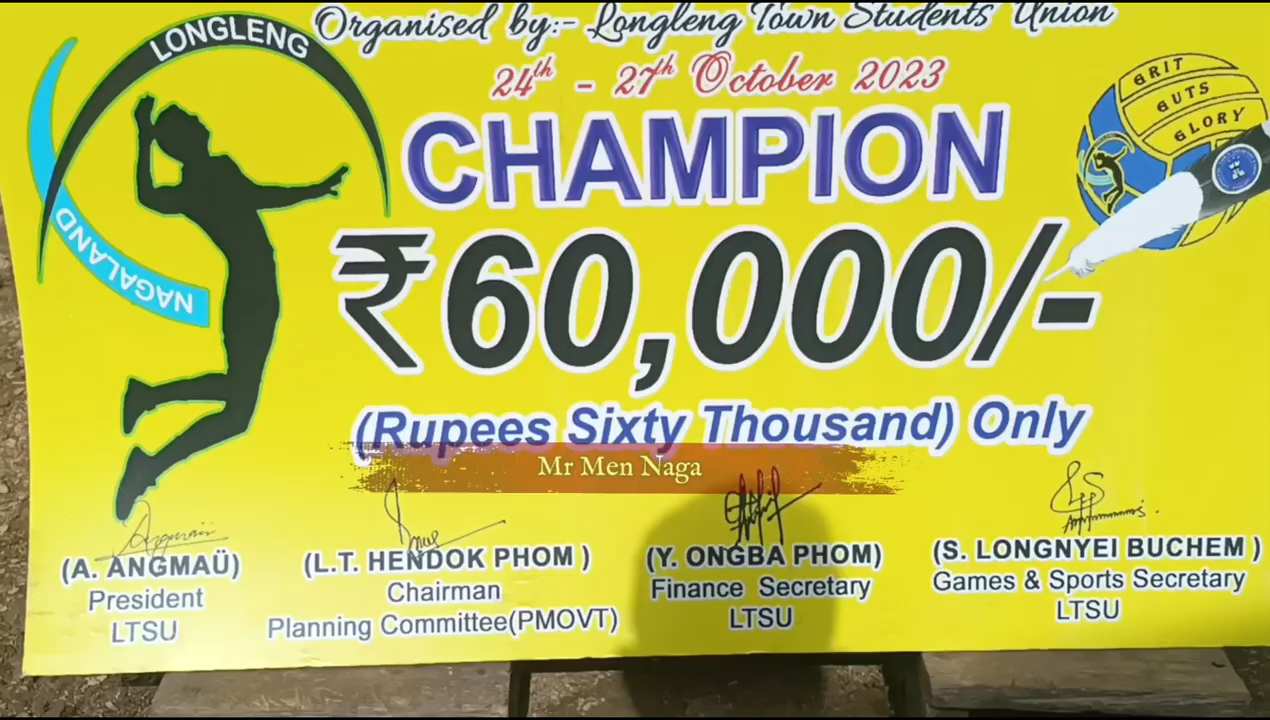 Organised by:- Longleng Town Students Union
24th - 27th October 2023
LONGLENG
NAGALAND
GRIT
GUTS
GLORY
CHAMPION
₹60,000/-
(Rupees Sixty Thousand) Only
Mr Men Naga
(A. ANGMAÜ)
President
LTSU
(L.T. HENDOK PHOM )
Chairman
Planning Committee(PMOVT)
(Y. ONGBA PHOM)
Finance Secretary
LTSU
(S. LONGNYEI BUCHEM )
Games & Sports Secretary
LTSU